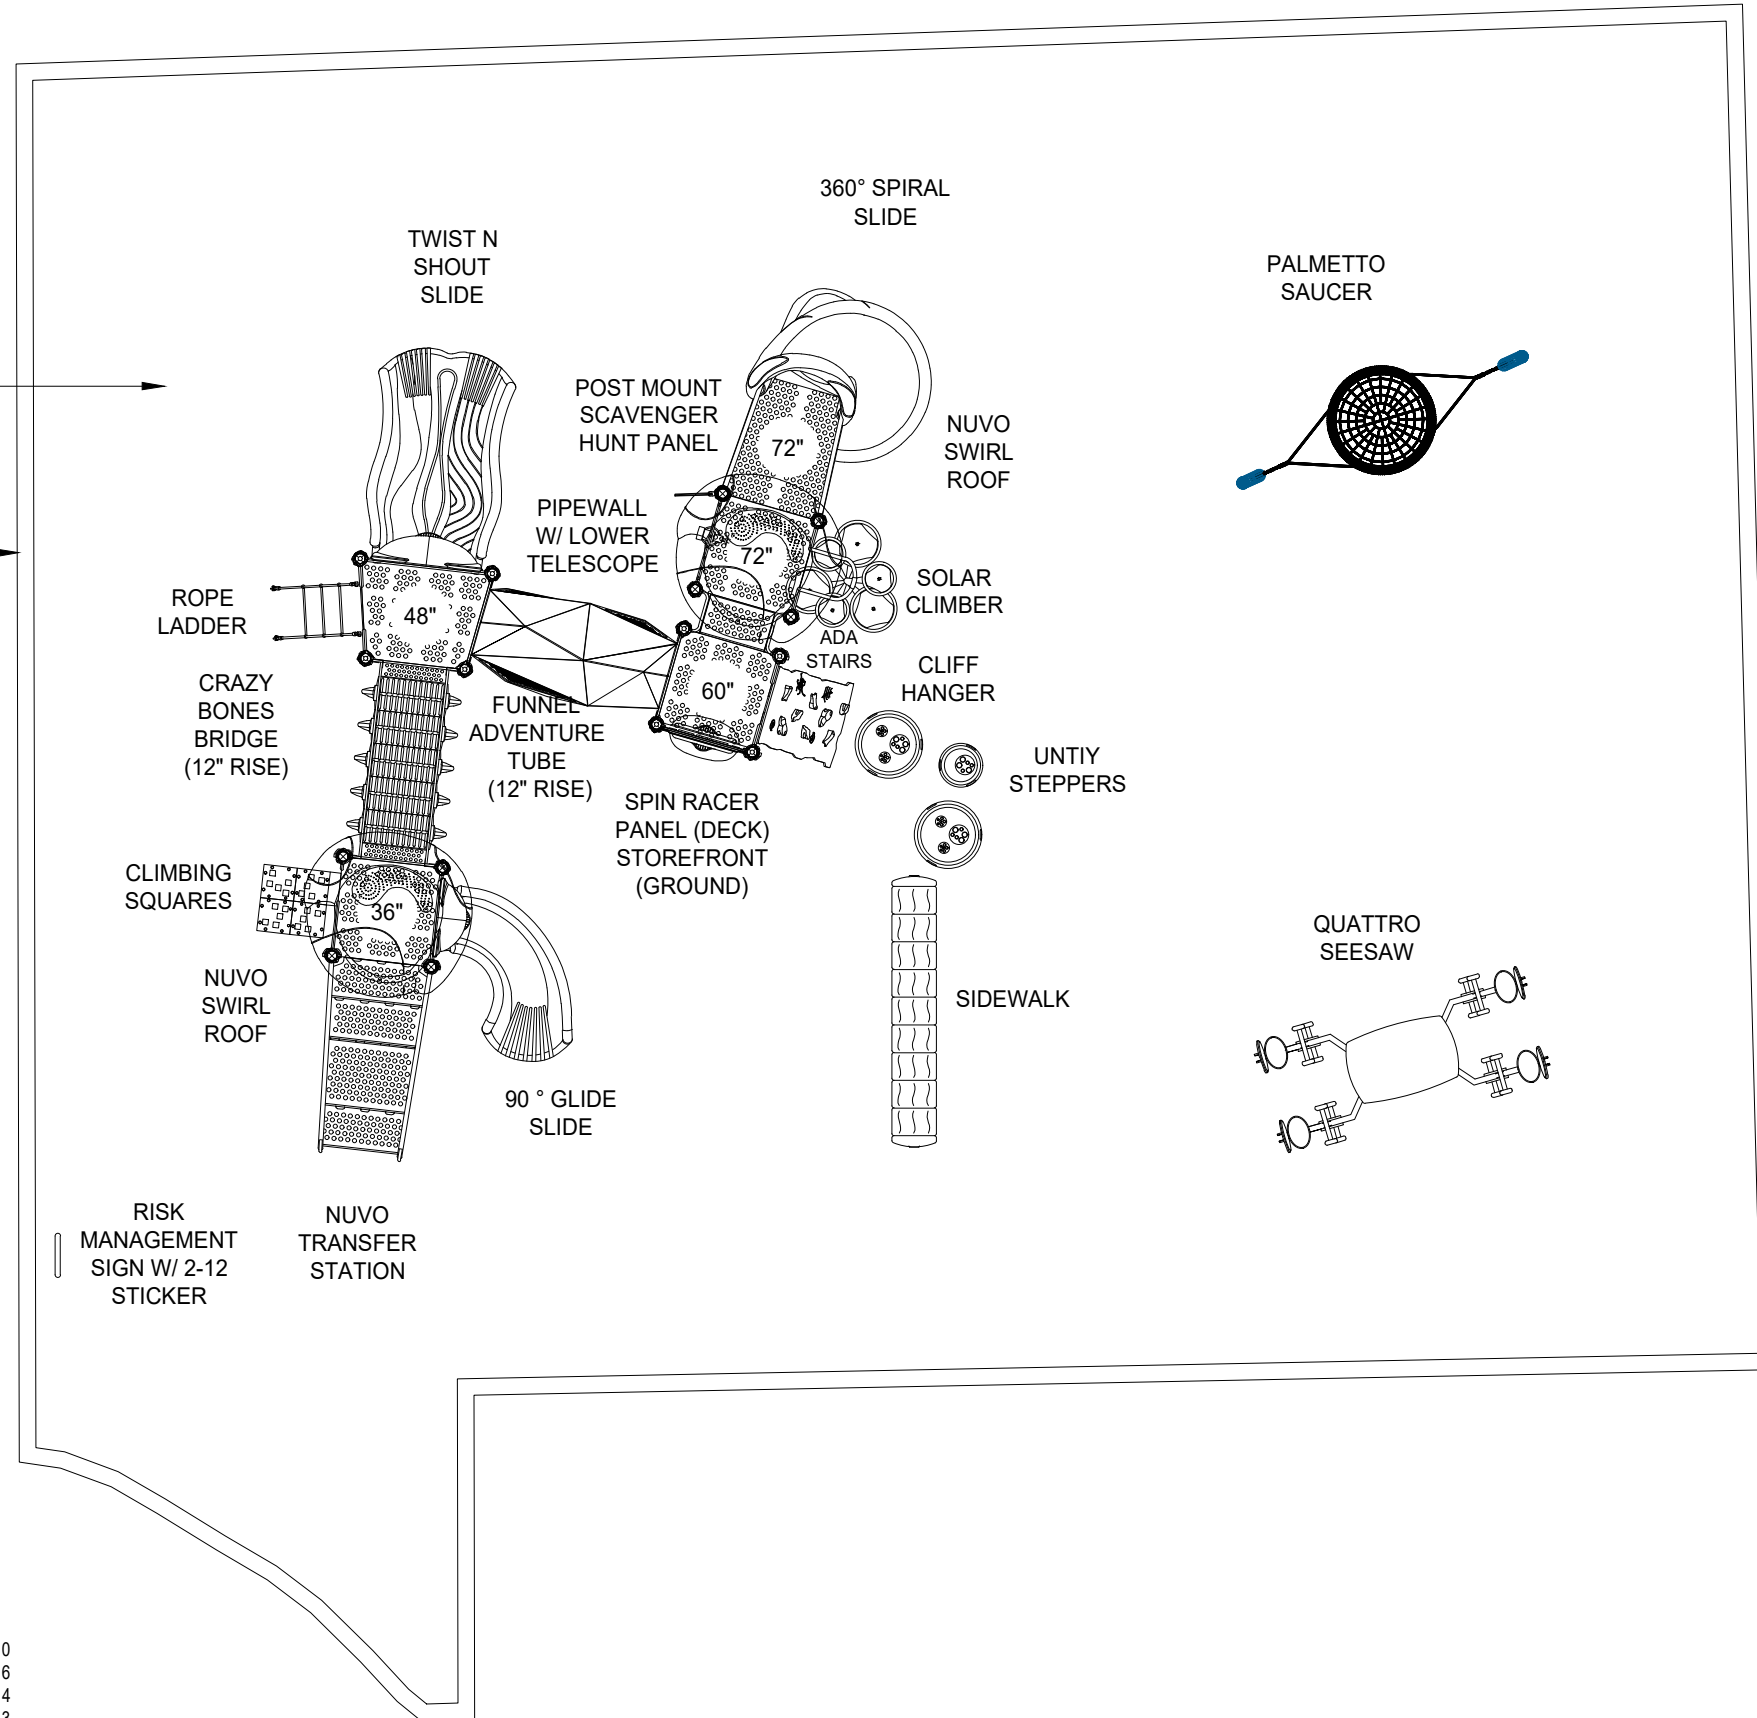 360° SPIRAL
SLIDE
TWIST N
SHOUT
SLIDE
PALMETTO
SAUCER
POST MOUNT
SCAVENGER
HUNT PANEL
72"
NUVO
SWIRL
ROOF
PIPEWALL
W/ LOWER
TELESCOPE
72"
SOLAR
CLIMBER
ROPE
LADDER
48"
ADA
STAIRS
CLIFF
HANGER
60"
CRAZY
BONES
BRIDGE
(12" RISE)
FUNNEL
ADVENTURE
TUBE
(12" RISE)
UNTIY
STEPPERS
SPIN RACER
PANEL (DECK)
STOREFRONT
(GROUND)
CLIMBING
SQUARES
36"
QUATTRO
SEESAW
NUVO
SWIRL
ROOF
SIDEWALK
90 ° GLIDE
SLIDE
RISK
MANAGEMENT
SIGN W/ 2-12
STICKER
NUVO
TRANSFER
STATION
0
6
4
3